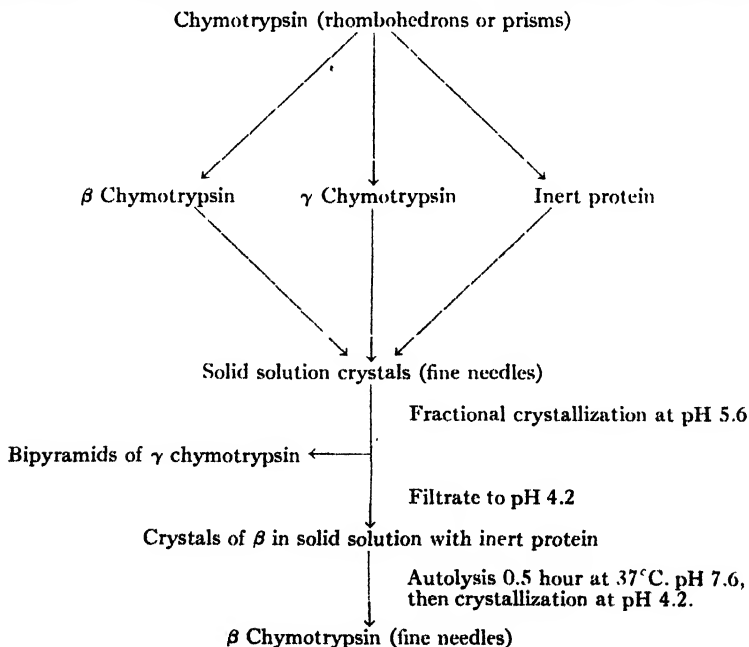 Chymotrypsin (rhombohedrons or prisms)
β Chymotrypsin γ Chymotrypsin Inert protein
Solid solution crystals (fine needles)
Fractional crystallization at pH 5.6
Bipyramids of γ chymotrypsin
Filtrate to pH 4.2
Crystals of β in solid solution with inert protein
Autolysis 0.5 hour at 37°C. pH 7.6,
then crystallization at pH 4.2.
β Chymotrypsin (fine needles)